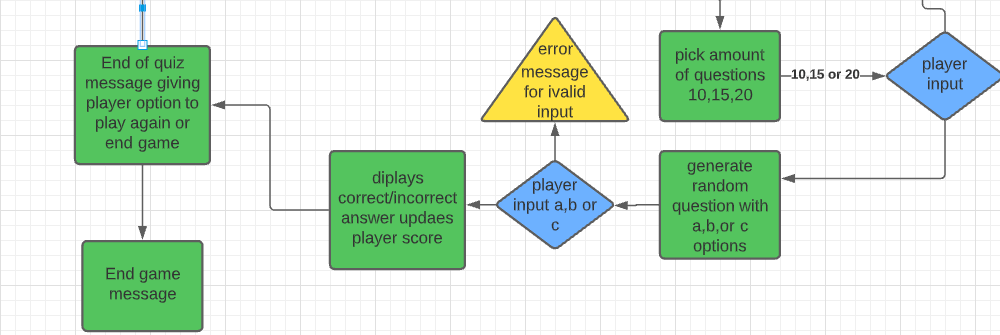 End of quiz
message giving
player option to
play again or
end game
End game
message
diplays
correct/incorrect
answer updaes
player score
error
message
for ivalid
input
player
input a,b or
c
pick amount
of questions
10,15,20
10,15 or 20
player
input
generate
random
question with
a,b,or c
options